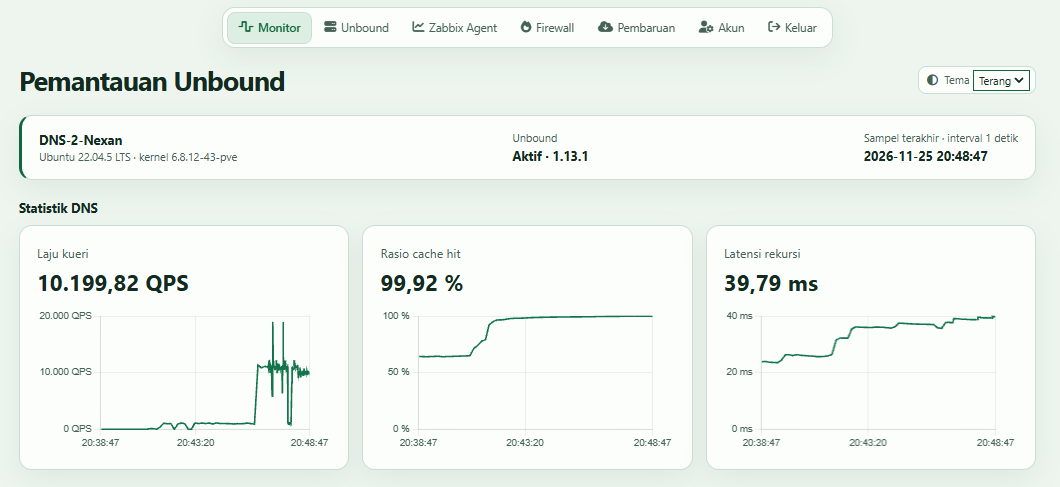 Monitor Unbound Zabbix Agent Firewall Pembaruan Akun Keluar
Pemantauan Unbound
Tema Terang
DNS-2-Nexan
Ubuntu 22.04.5 LTS · kernel 6.8.12-43-pve
Unbound
Aktif · 1.13.1
Sampel terakhir · interval 1 detik
2026-11-25 20:48:47
Statistik DNS
Laju kueri
10.199,82 QPS
20.000 QPS
10.000 QPS
0 QPS
20:38:47 20:43:20 20:48:47
Rasio cache hit
99,92 %
100 %
50 %
0 %
20:38:47 20:43:20 20:48:47
Latensi rekursi
39,79 ms
40 ms
20 ms
0 ms
20:38:47 20:43:20 20:48:47